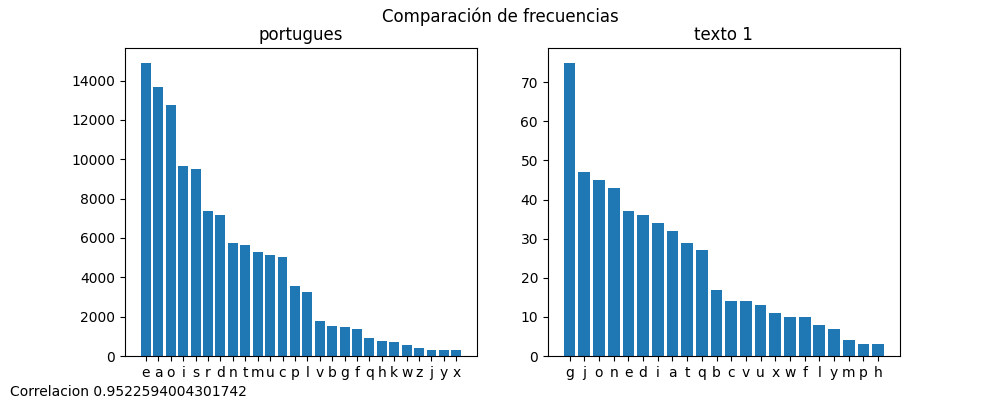 Comparación de frecuencias
portugues
texto 1
14000
12000
10000
8000
6000
4000
2000
0
e a o i s r d n t m u c p l v b g f q h k w z j y x
70
60
50
40
30
20
10
0
g j o n e d i a t q b c v u x w f l y m p h
Correlacion 0.9522594004301742